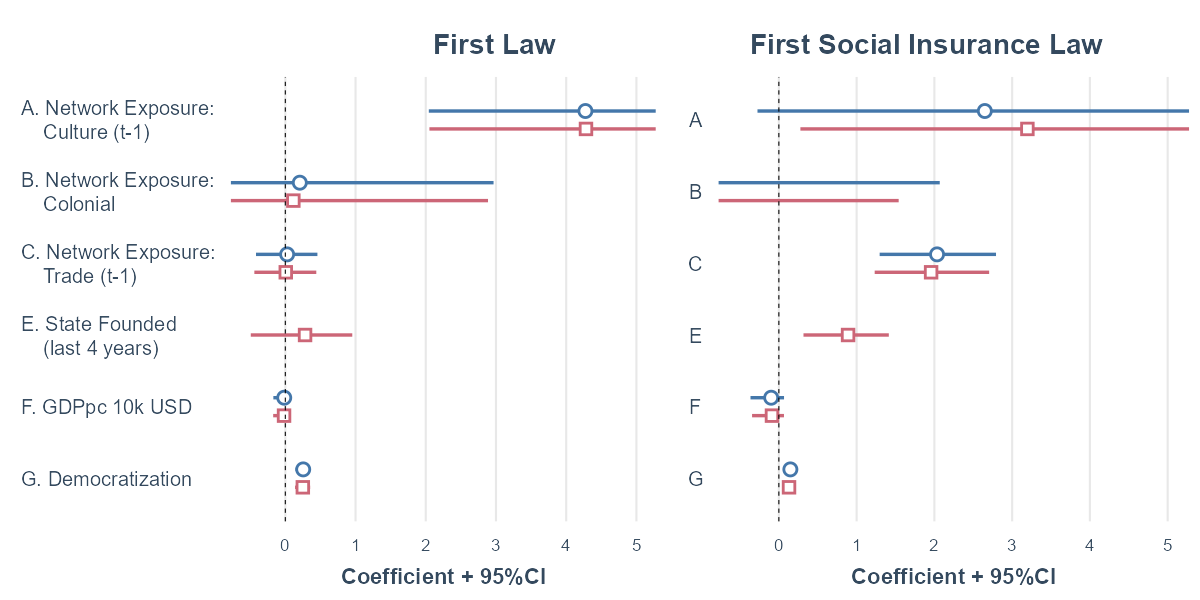 First Law
First Social Insurance Law
A. Network Exposure:
Culture (t-1)
B. Network Exposure:
Colonial
C. Network Exposure:
Trade (t-1)
E. State Founded
(last 4 years)
F. GDPpc 10k USD
G. Democratization
A
B
C
E
F
G
0 1 2 3 4 5
0 1 2 3 4 5
Coefficient + 95%CI
Coefficient + 95%CI